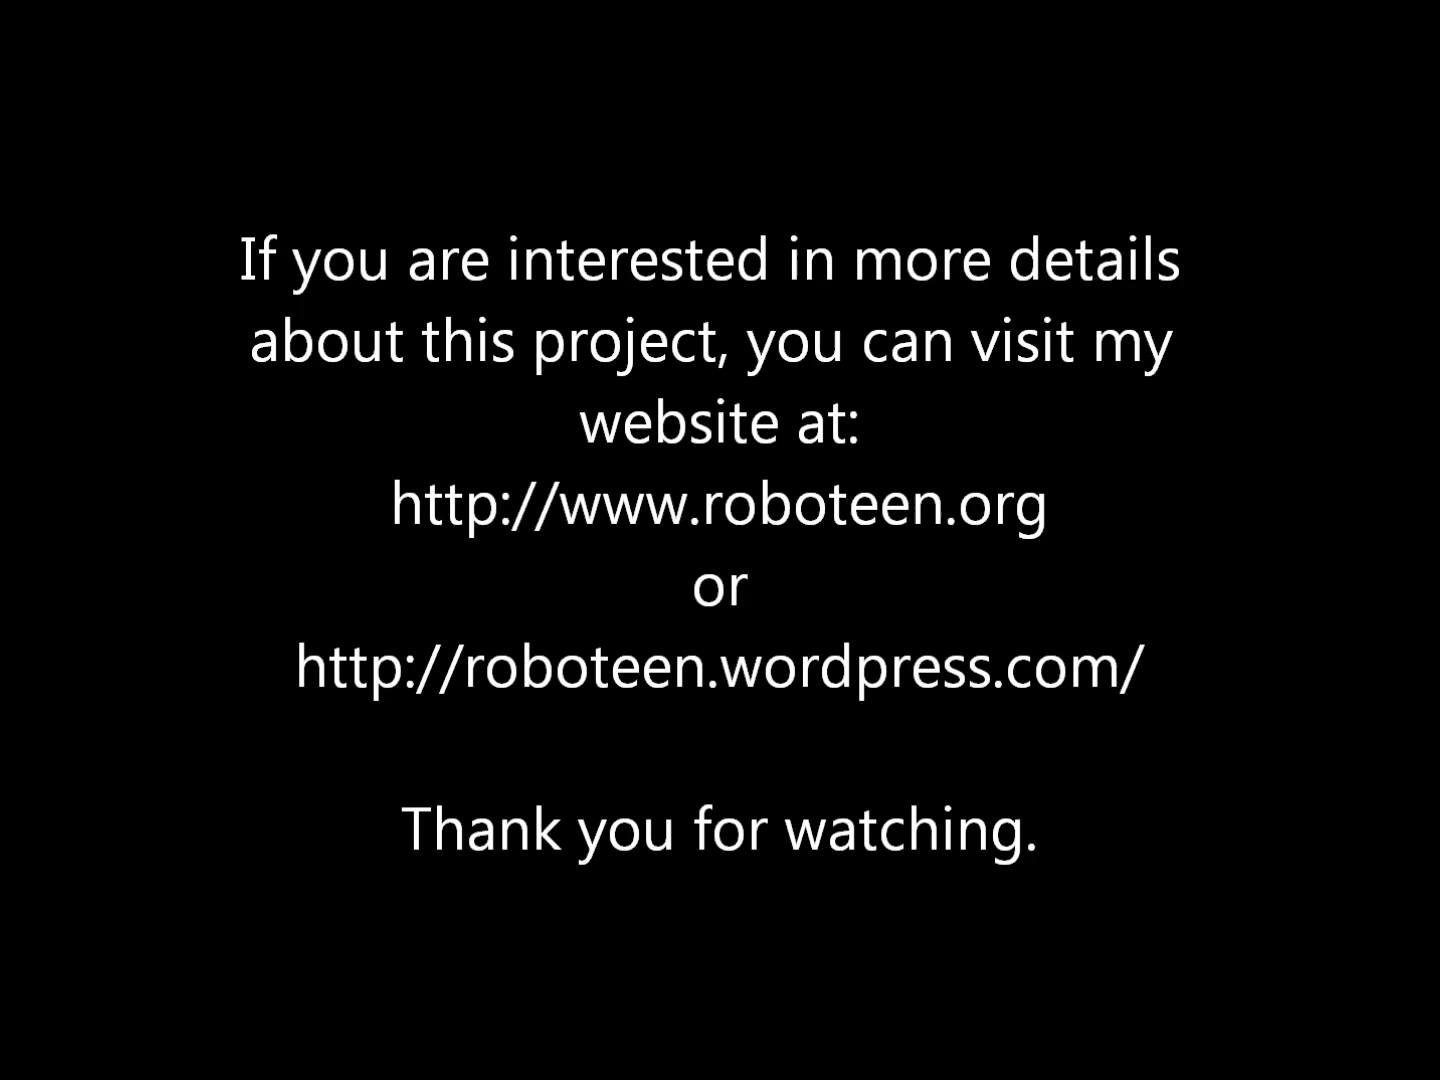 If you are interested in more details
about this project, you can visit my
website at:
http://www.roboteen.org
or
http://roboteen.wordpress.com/
Thank you for watching.